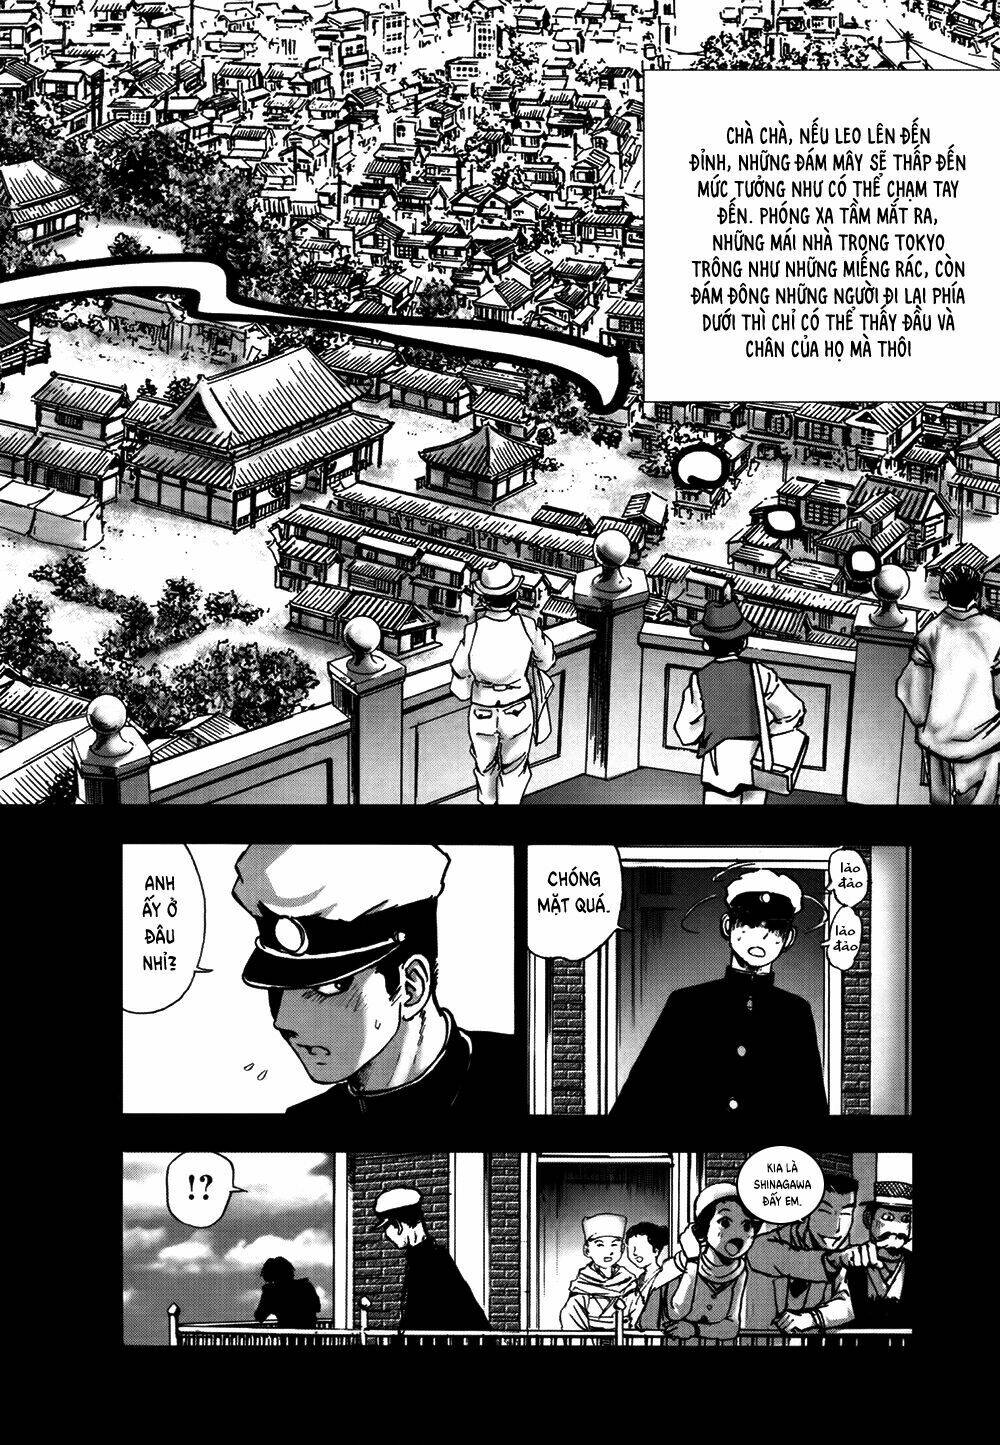 CHÀ CHÀ, NẾU LEO LÊN ĐẾN
ĐỈNH, NHỮNG ĐÁM MÂY SẼ THẤP ĐẾN
MỨC TƯỞNG NHƯ CÓ THỂ CHẠM TAY
ĐẾN. PHÓNG XA TẦM MẮT RA,
NHỮNG MÁI NHÀ TRONG TOKYO
TRÔNG NHƯ NHỮNG MIẾNG RÁC, CÒN
ĐÁM ĐÔNG NHỮNG NGƯỜI ĐI LẠI PHÍA
DƯỚI THÌ CHỈ CÓ THỂ THẤY ĐẦU VÀ
CHÂN CỦA HỌ MÀ THÔI
lảo
đảo
lảo
đảo
CHÓNG
MẶT QUÁ.
ANH
ẤY Ở
ĐÂU
NHỈ?
KIA LÀ
SHINAGAWA
ĐẤY EM.
!?